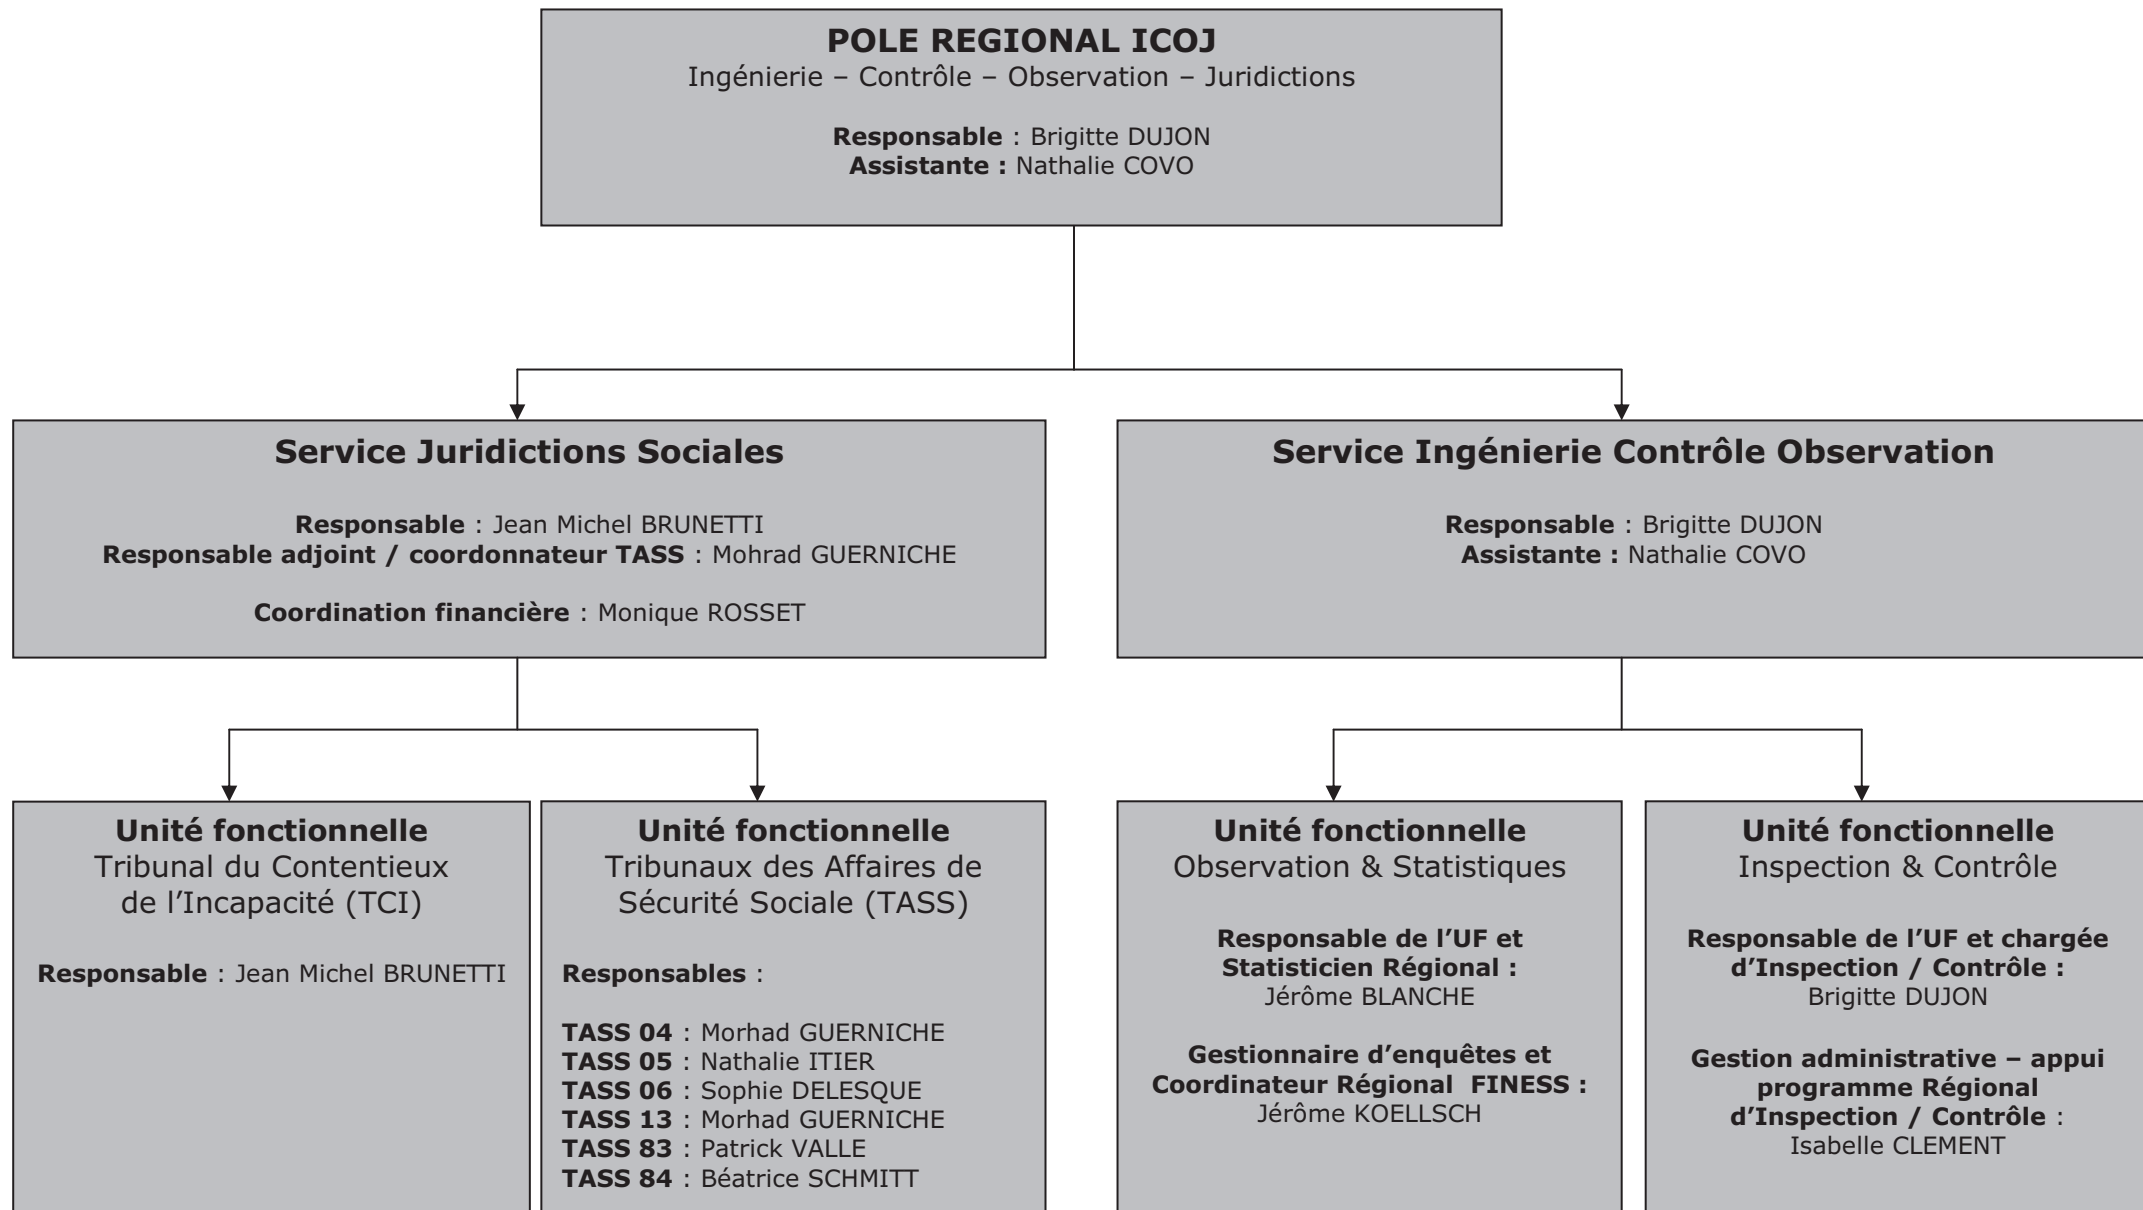 POLE REGIONAL ICOJ
Ingénierie – Contrôle – Observation – Juridictions
Responsable : Brigitte DUJON
Assistante : Nathalie COVO
Service Juridictions Sociales
Responsable : Jean Michel BRUNETTI
Responsable adjoint / coordonnateur TASS : Mohrad GUERNICHE
Coordination financière : Monique ROSSET
Service Ingénierie Contrôle Observation
Responsable : Brigitte DUJON
Assistante : Nathalie COVO
Unité fonctionnelle
Tribunal du Contentieux
de l’Incapacité (TCI)
Responsable : Jean Michel BRUNETTI
Unité fonctionnelle
Tribunaux des Affaires de
Sécurité Sociale (TASS)
Responsables :
TASS 04 : Morhad GUERNICHE
TASS 05 : Nathalie ITIER
TASS 06 : Sophie DELESQUE
TASS 13 : Morhad GUERNICHE
TASS 83 : Patrick VALLE
TASS 84 : Béatrice SCHMITT
Unité fonctionnelle
Observation & Statistiques
Responsable de l’UF et
Statisticien Régional :
Jérôme BLANCHE
Gestionnaire d’enquêtes et
Coordinateur Régional FINESS :
Jérôme KOELLSCH
Unité fonctionnelle
Inspection & Contrôle
Responsable de l’UF et chargée
d’Inspection / Contrôle :
Brigitte DUJON
Gestion administrative – appui
programme Régional
d’Inspection / Contrôle :
Isabelle CLEMENT